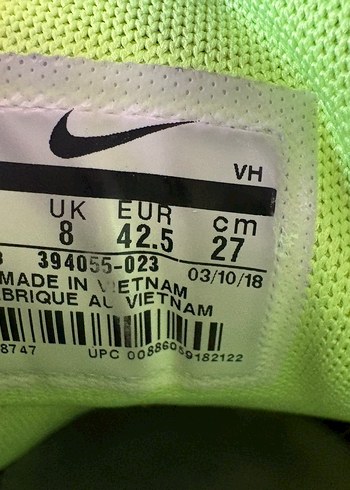 VH
UK EUR cm
8 42.5 27
394055-023 03/10/18
MADE IN VIETNAM
BRIQUE AU VIETNAM
8747 UPC